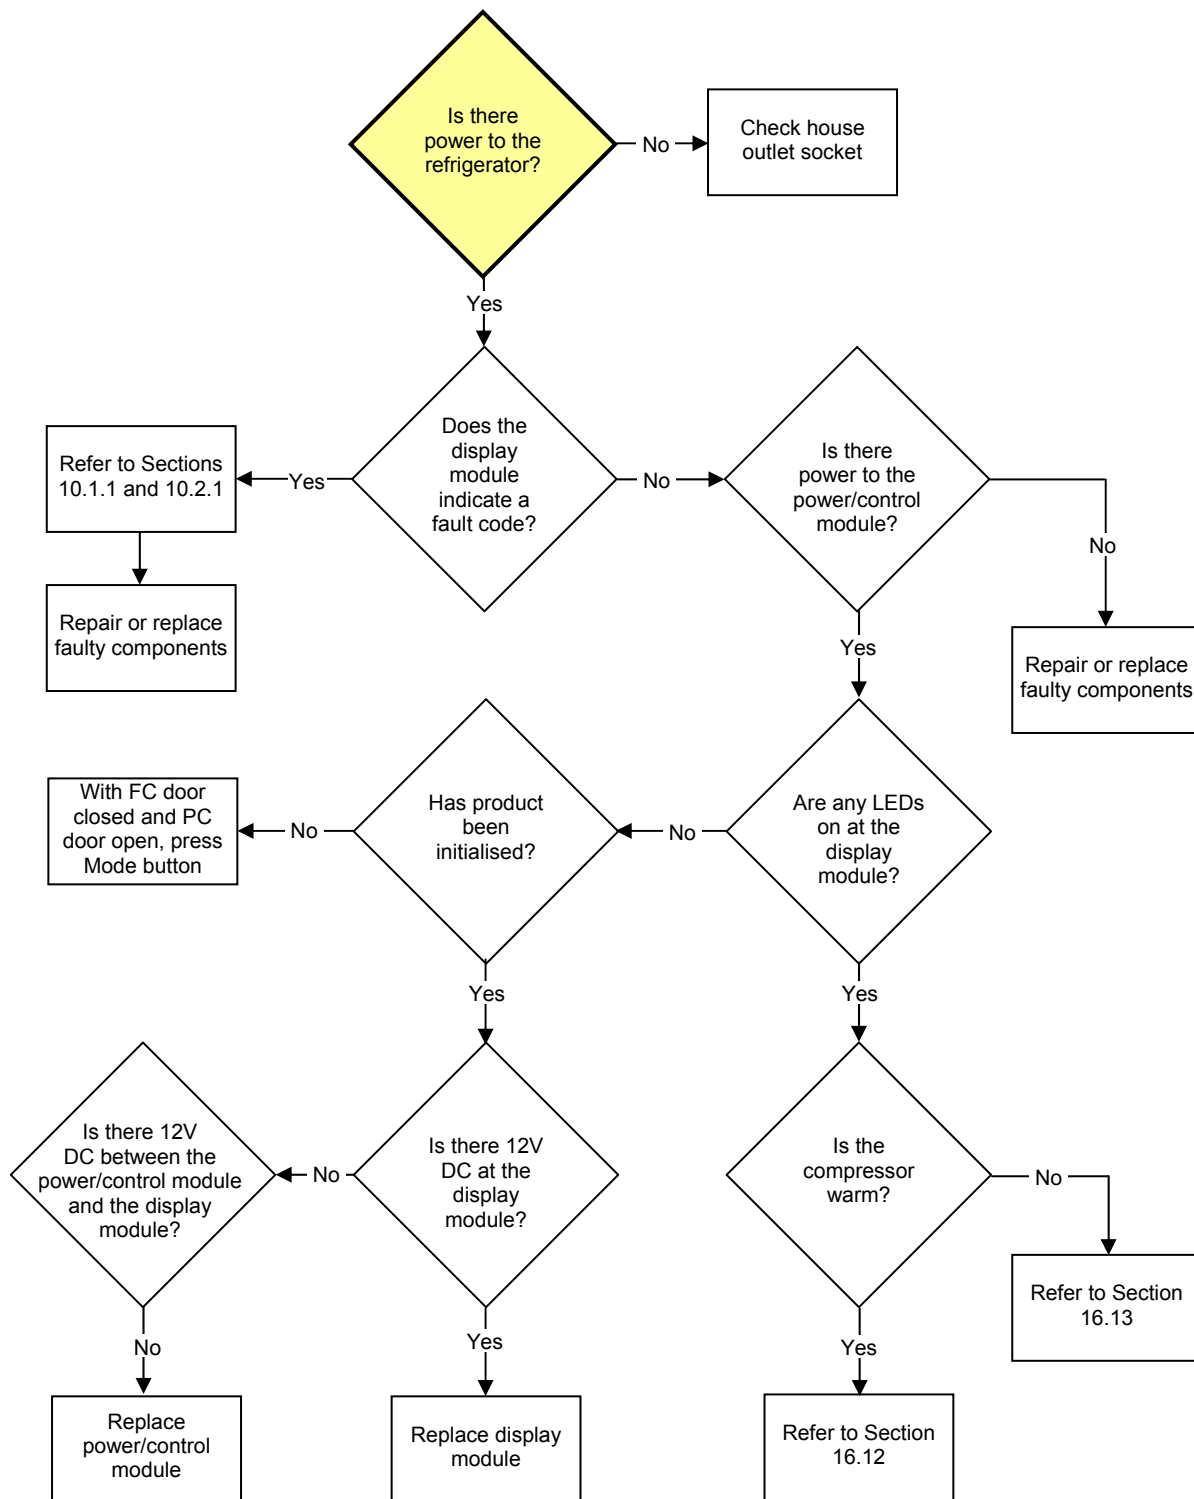 Is there
power to the
refrigerator?
No
Check house
outlet socket
Yes
Does the
display
module
indicate a
fault code?
Yes
Refer to Sections
10.1.1 and 10.2.1
Repair or replace
faulty components
No
Is there
power to the
power/control
module?
No
Repair or replace
faulty components
Yes
Are any LEDs
on at the
display
module?
No
Has product
been
initialised?
No
With FC door
closed and PC
door open, press
Mode button
Yes
Is there 12V
DC at the
display
module?
No
Is there 12V
DC between the
power/control module
and the display
module?
No
Replace
power/control
module
Yes
Replace display
module
Yes
Is the
compressor
warm?
No
Refer to Section
16.13
Yes
Refer to Section
16.12